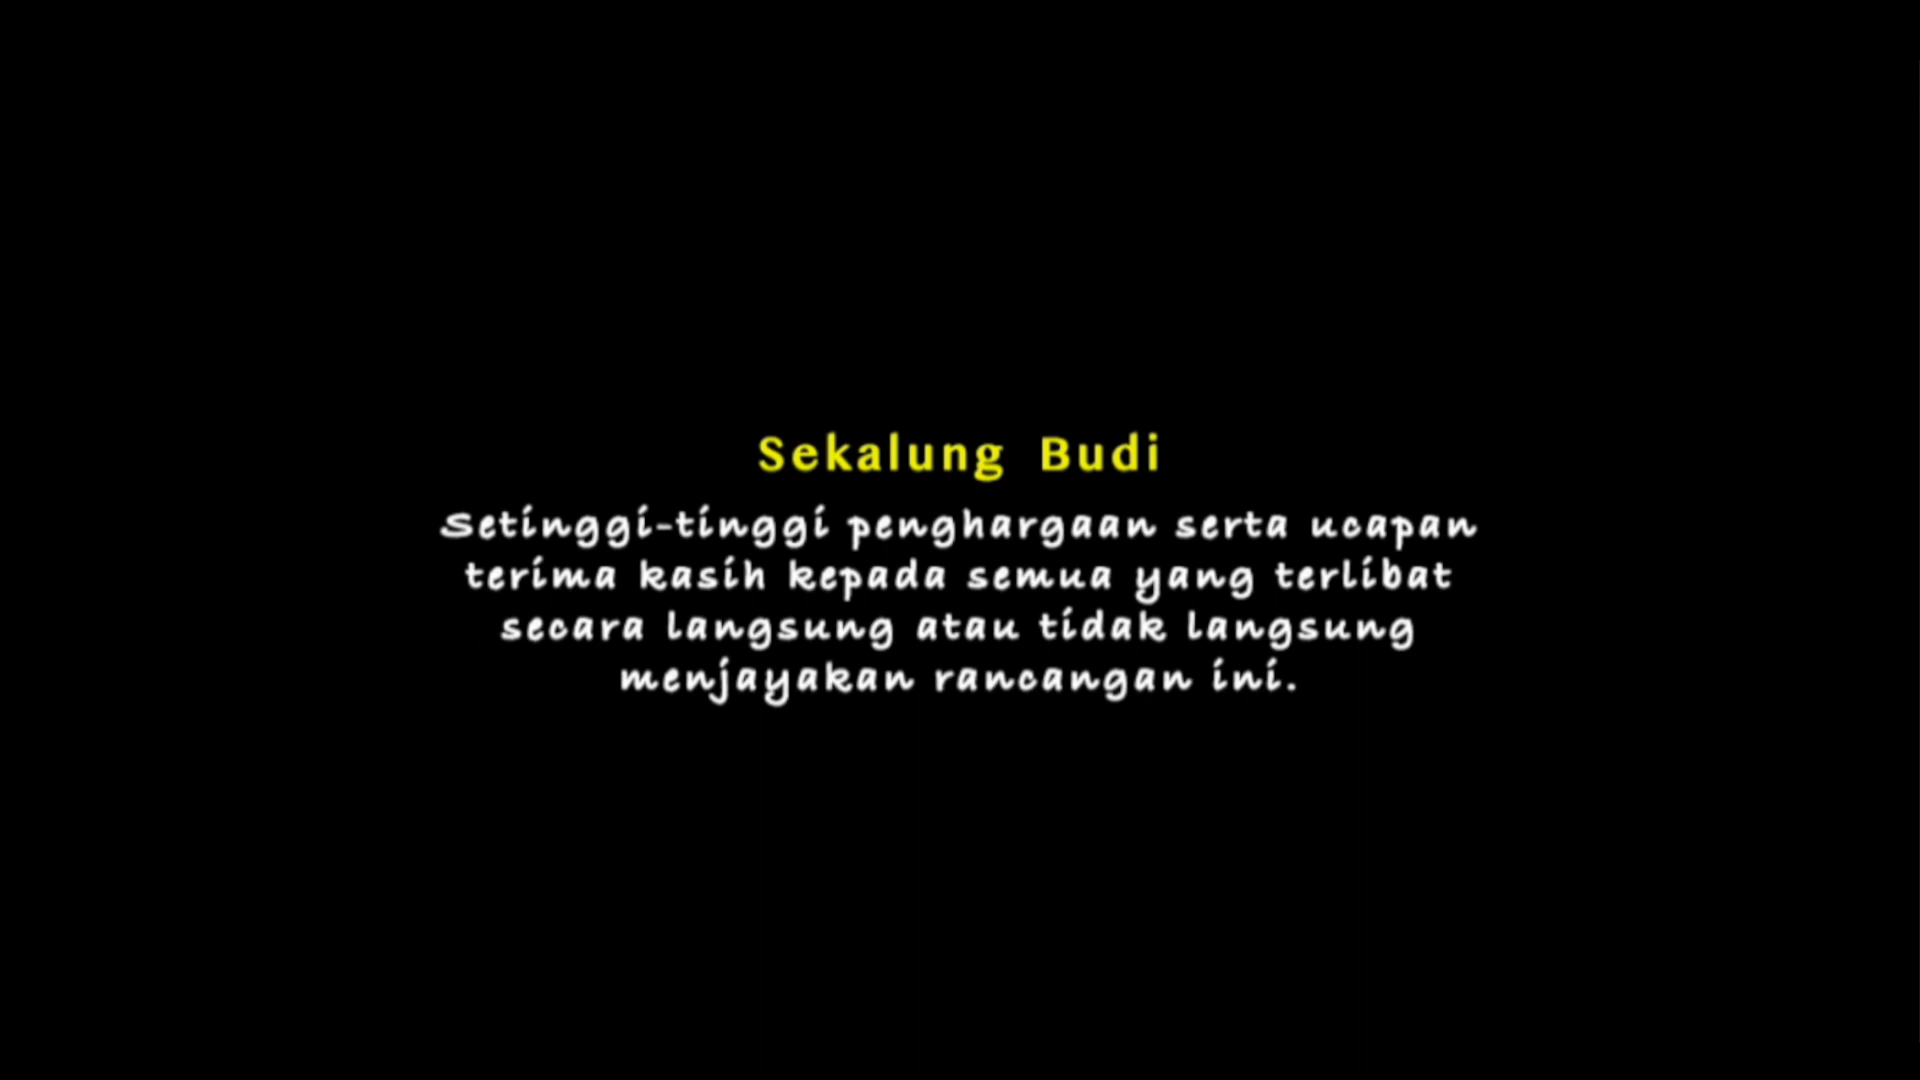 Sekalung Budi
Setinggi-tinggi penghargaan serta ucapan
terima kasih kepada semua yang terlibat
secara langsung atau tidak langsung
menjayakan rancangan ini.